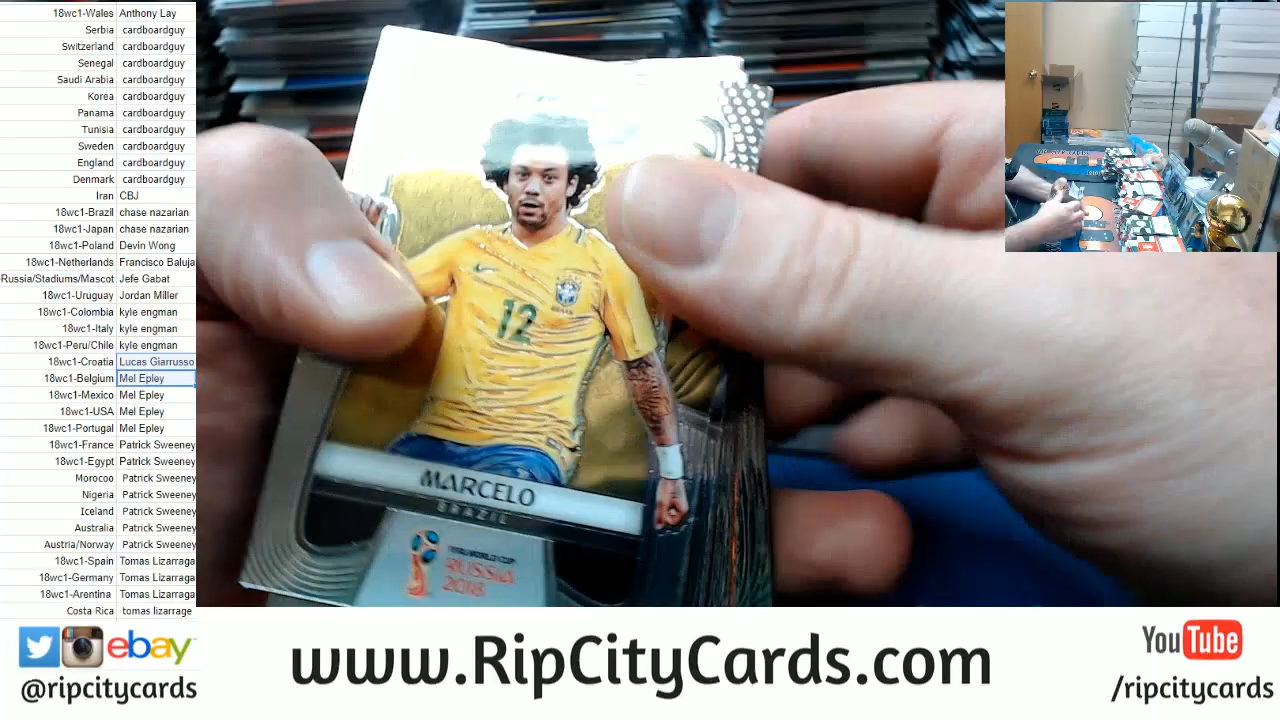 18wc1-Wales Anthony Lay
Serbia cardboardguy
Switzerland cardboardguy
Senegal cardboardguy
Saudi Arabia cardboardguy
Korea cardboardguy
Panama cardboardguy
Tunisia cardboardguy
Sweden cardboardguy
England cardboardguy
Denmark cardboardguy
Iran CBJ
18wc1-Brazil chase nazarian
18wc1-Japan chase nazarian
18wc1-Poland Devin Wong
18wc1-Netherlands Francisco Baluja
-Russia/Stadiums/Mascot Jefe Gabat
18wc1-Uruguay Jordan Miller
18wc1-Colombia kyle engman
18wc1-Italy kyle engman
18wc1-Peru/Chile kyle engman
18wc1-Croatia Lucas Giarrusso
18wc1-Belgium Mel Epley
18wc1-Mexico Mel Epley
18wc1-USA Mel Epley
18wc1-Portugal Mel Epley
18wc1-France Patrick Sweeney
18wc1-Egypt Patrick Sweeney
Morocoo Patrick Sweeney
Nigeria Patrick Sweeney
Iceland Patrick Sweeney
Australia Patrick Sweeney
Austria/Norway Patrick Sweeney
18wc1-Spain Tomas Lizarraga
18wc1-Germany Tomas Lizarraga
18wc1-Arentina Tomas Lizarraga
Costa Rica tomas lizarrage
12
MARCELO
BRAZIL
FIFA WORLD CUP
RUSSIA
2018
ebay
@ripcitycards
www.RipCityCards.com
YouTube
/ripcitycards